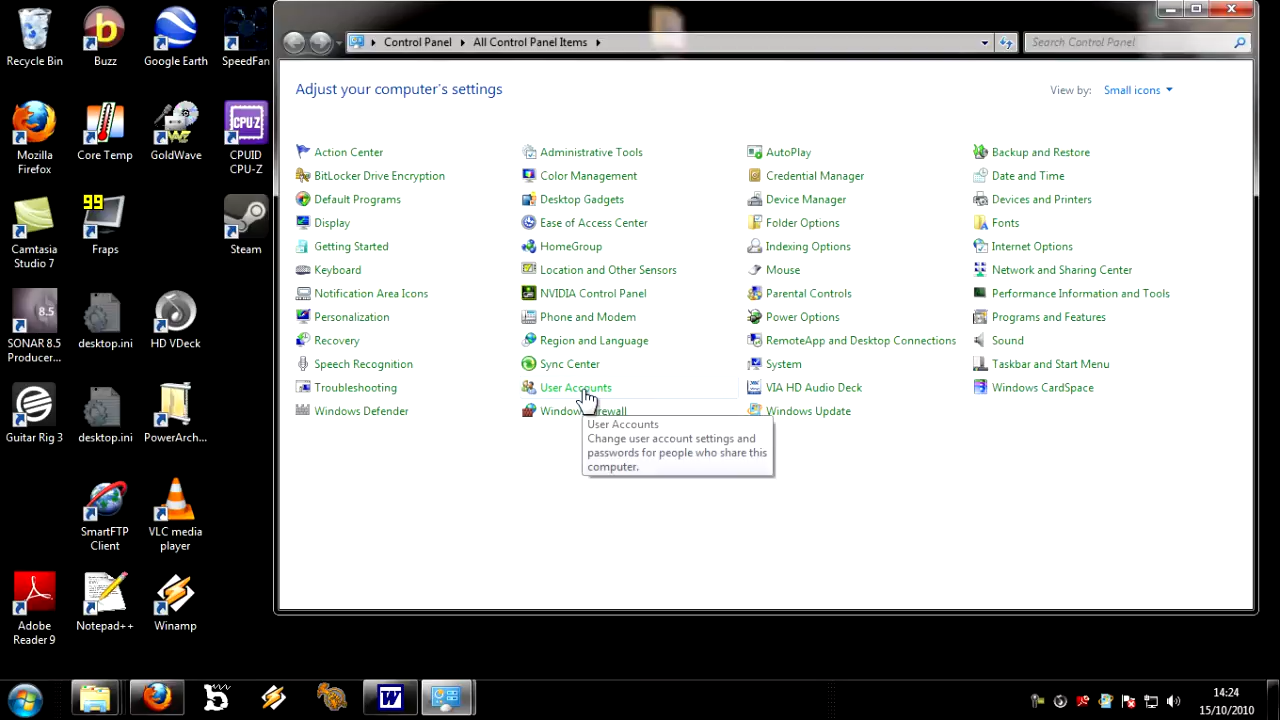 Recycle Bin
Buzz
Google Earth
SpeedFan
Mozilla
Firefox
Core Temp
GoldWave
CPU-Z
CPUID
CPU-Z
99
Camtasia
Studio 7
Fraps
Steam
8.5
SONAR 8.5
Producer...
desktop.ini
HD VDeck
Guitar Rig 3
desktop.ini
PowerArch...
SmartFTP
Client
VLC media
player
Adobe
Reader 9
Notepad++
Winamp
Control Panel
All Control Panel Items
Search Control Panel
Adjust your computer's settings
View by:
Small icons
Action Center
Administrative Tools
AutoPlay
Backup and Restore
BitLocker Drive Encryption
Color Management
Credential Manager
Date and Time
Default Programs
Desktop Gadgets
Device Manager
Devices and Printers
Display
Ease of Access Center
Folder Options
Fonts
Getting Started
HomeGroup
Indexing Options
Internet Options
Keyboard
Location and Other Sensors
Mouse
Network and Sharing Center
Notification Area Icons
NVIDIA Control Panel
Parental Controls
Performance Information and Tools
Personalization
Phone and Modem
Power Options
Programs and Features
Recovery
Region and Language
RemoteApp and Desktop Connections
Sound
Speech Recognition
Sync Center
System
Taskbar and Start Menu
Troubleshooting
User Accounts
VIA HD Audio Deck
Windows CardSpace
Windows Defender
Windows Firewall
Windows Update
User Accounts
Change user account settings and
passwords for people who share this
computer.
14:24
15/10/2010